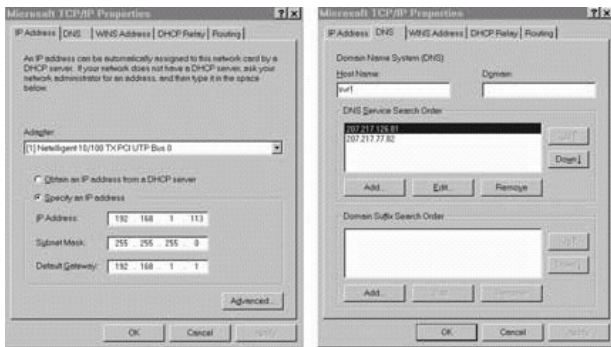 Microsoft TCP/IP Properties
IP Address DNS WINS Address DHCP Relay Routing
An IP address can be automatically assigned to this network card by a
DHCP server. If your network does not have a DHCP server, ask your
network administrator for an address, and then type it in the space
below.
Adapter:
[1] Netelligent 10/100 TX PCI UTP Bus 0
Obtain an IP address from a DHCP server
Specify an IP address
IP Address: 192 . 168 . 1 . 113
Subnet Mask: 255 . 255 . 255 . 0
Default Gateway: 192 . 168 . 1 . 1
Advanced...
OK Cancel Apply
Microsoft TCP/IP Properties
IP Address DNS WINS Address DHCP Relay Routing
Domain Name System (DNS)
Host Name: Domain:
svr1
DNS Service Search Order
207.217.126.81
207.217.77.82
Up↑
Down↓
Add... Edit... Remove
Domain Suffix Search Order
Up↑
Down↓
Add... Edit... Remove
OK Cancel Apply